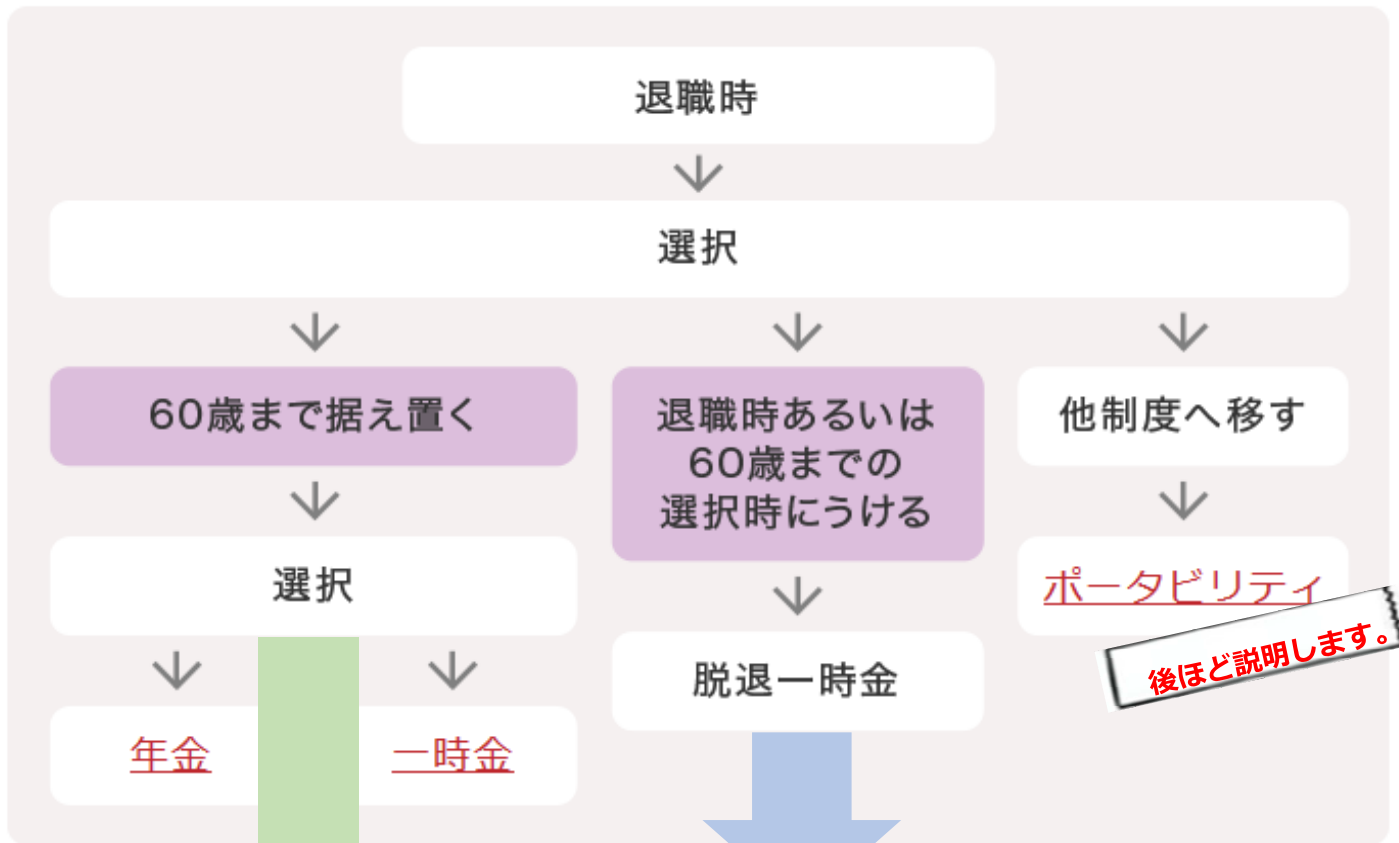 退職時
選択
60歳まで据え置く
退職時あるいは
60歳までの
選択時にうける
他制度へ移す
選択
脱退一時金
ポータビリティ
後ほど説明します。
年金
一時金